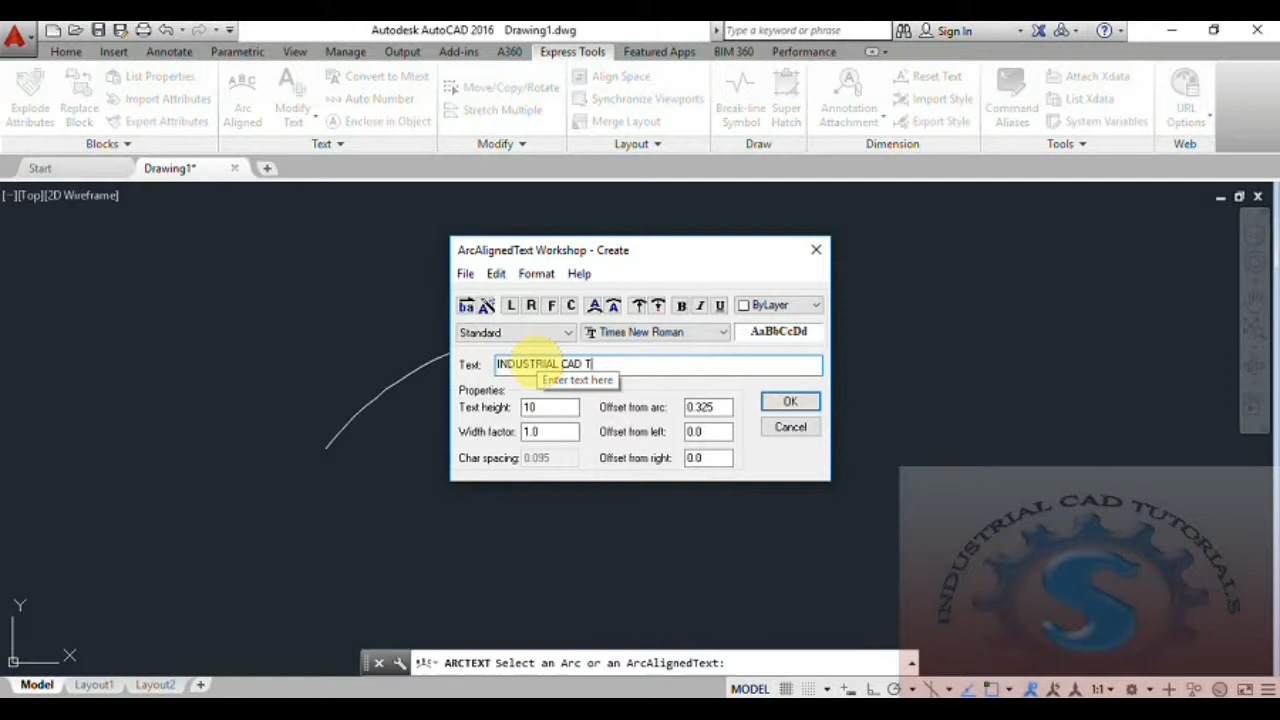 Autodesk AutoCAD 2016 Drawing1.dwg
Type a keyword or phrase
Sign In
Home Insert Annotate Parametric View Manage Output Add-ins A360 Express Tools Featured Apps BIM 360 Performance
Explode Attributes
Replace Block
List Properties
Import Attributes
Export Attributes
Arc Aligned
Modify Text
Convert to Mtext
Auto Number
Enclose in Object
Move/Copy/Rotate
Stretch Multiple
Align Space
Synchronize Viewports
Merge Layout
Break-line Symbol
Super Hatch
Annotation Attachment
Reset Text
Import Style
Export Style
Command Aliases
Attach Xdata
List Xdata
System Variables
URL Options
Blocks Text Modify Layout Draw Dimension Tools Web
Start Drawing1*
[−][Top][2D Wireframe]
ArcAlignedText Workshop - Create
File Edit Format Help
L R F C A A B I U ByLayer
Standard Times New Roman AaBbCcDd
Text: INDUSTRIAL CAD T
Enter text here
Properties:
Text height: 10 Offset from arc: 0.325 OK
Width factor: 1.0 Offset from left: 0.0 Cancel
Char spacing: 0.095 Offset from right: 0.0
INDUSTRIAL CAD TUTORIALS
S
Y
X
ARCTEXT Select an Arc or an ArcAlignedText:
Model Layout1 Layout2 MODEL 1:1